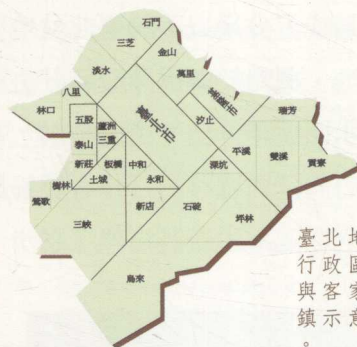 石門
三芝
金山
淡水
萬里
八里
林口
基隆市
瑞芳
五股
蘆洲
臺北市
汐止
三重
泰山
平溪
雙溪
貢寮
新莊
板橋
中和
深坑
樹林
土城
永和
鶯歌
新店
石碇
坪林
三峽
烏來
臺北地
行政區
與客家
鎮示意
。